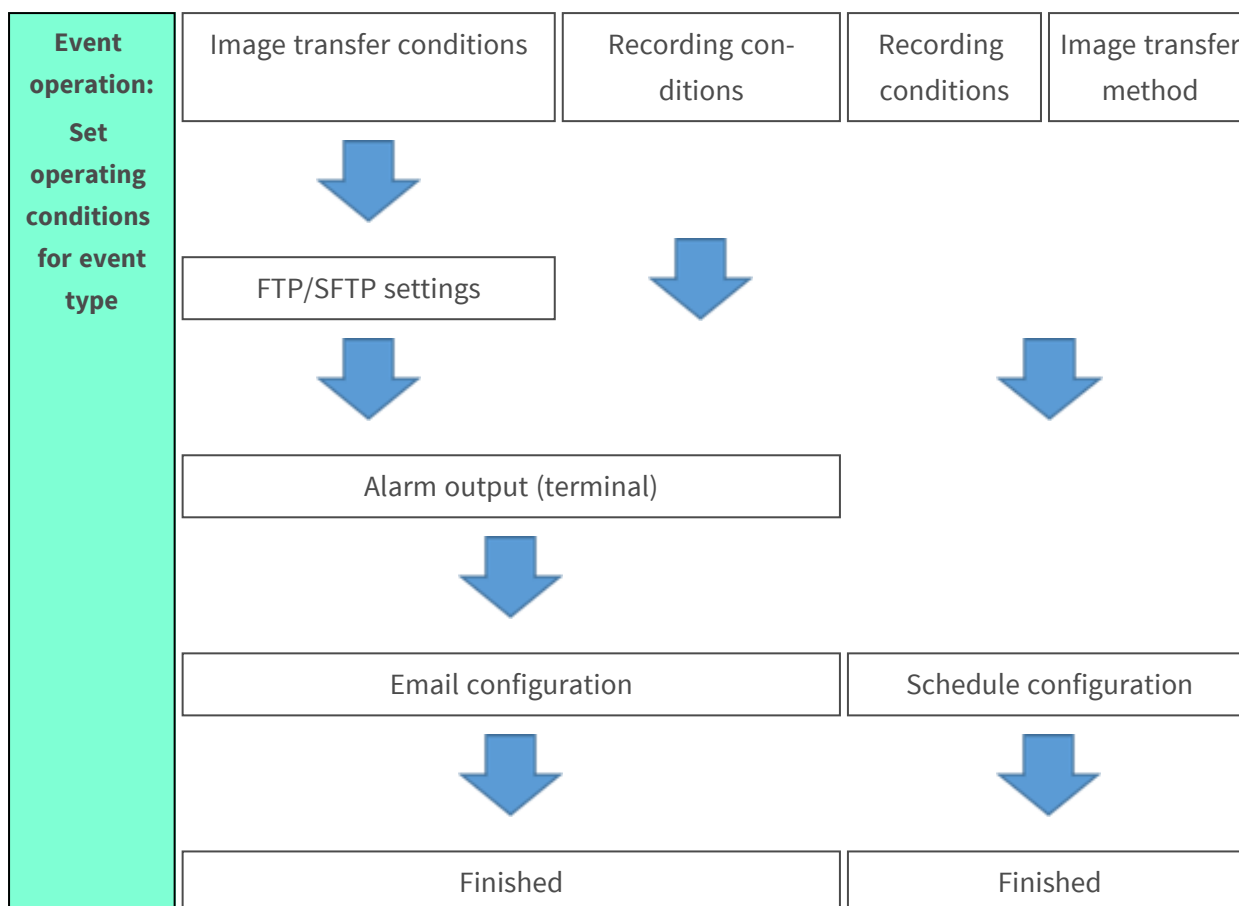 Event
operation:
Set
operating
conditions
for event
type
Image transfer conditions
Recording con-
ditions
Recording
conditions
Image transfer
method
FTP/SFTP settings
Alarm output (terminal)
Email configuration
Schedule configuration
Finished
Finished